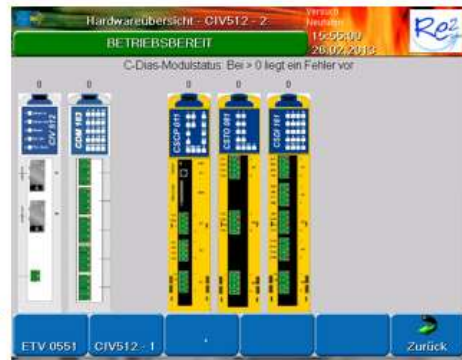 Hardwareübersicht - CIV512 - 2
Versuch
Neufahrn
15:55:00
26.02.2013
BETRIEBSBEREIT
Re2
C-Dias-Modulstatus: Bei > 0 liegt ein Fehler vor
0 0 0 0 0
CIV 512
CDM 163
CSCP 011
CSTO 081
CSDI 161
ETV 0551
CIV512 - 1
Zurück